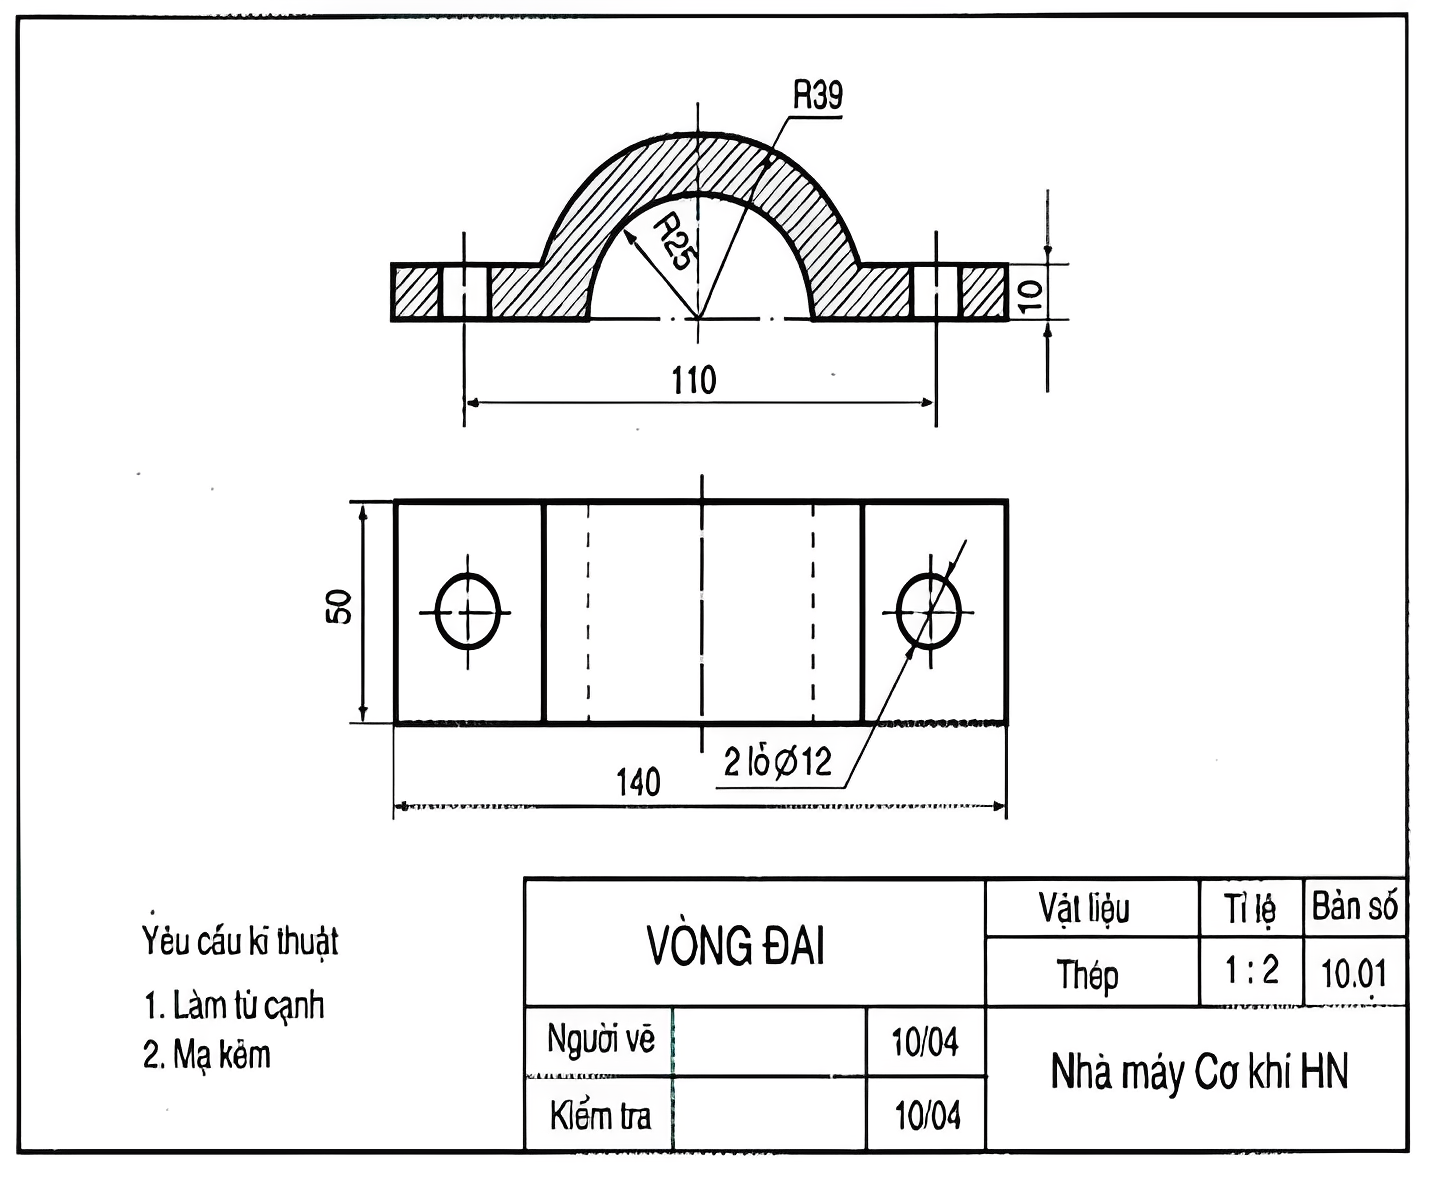 R39
R25
10
110
50
2 lỗ Ø12
140
Yêu cầu kĩ thuật
1. Làm tù cạnh
2. Mạ kẽm
VÒNG ĐAI
Vật liệu
Tỉ lệ
Bản số
Thép
1 : 2
10.01
Người vẽ
10/04
Kiểm tra
10/04
Nhà máy Cơ khí HN